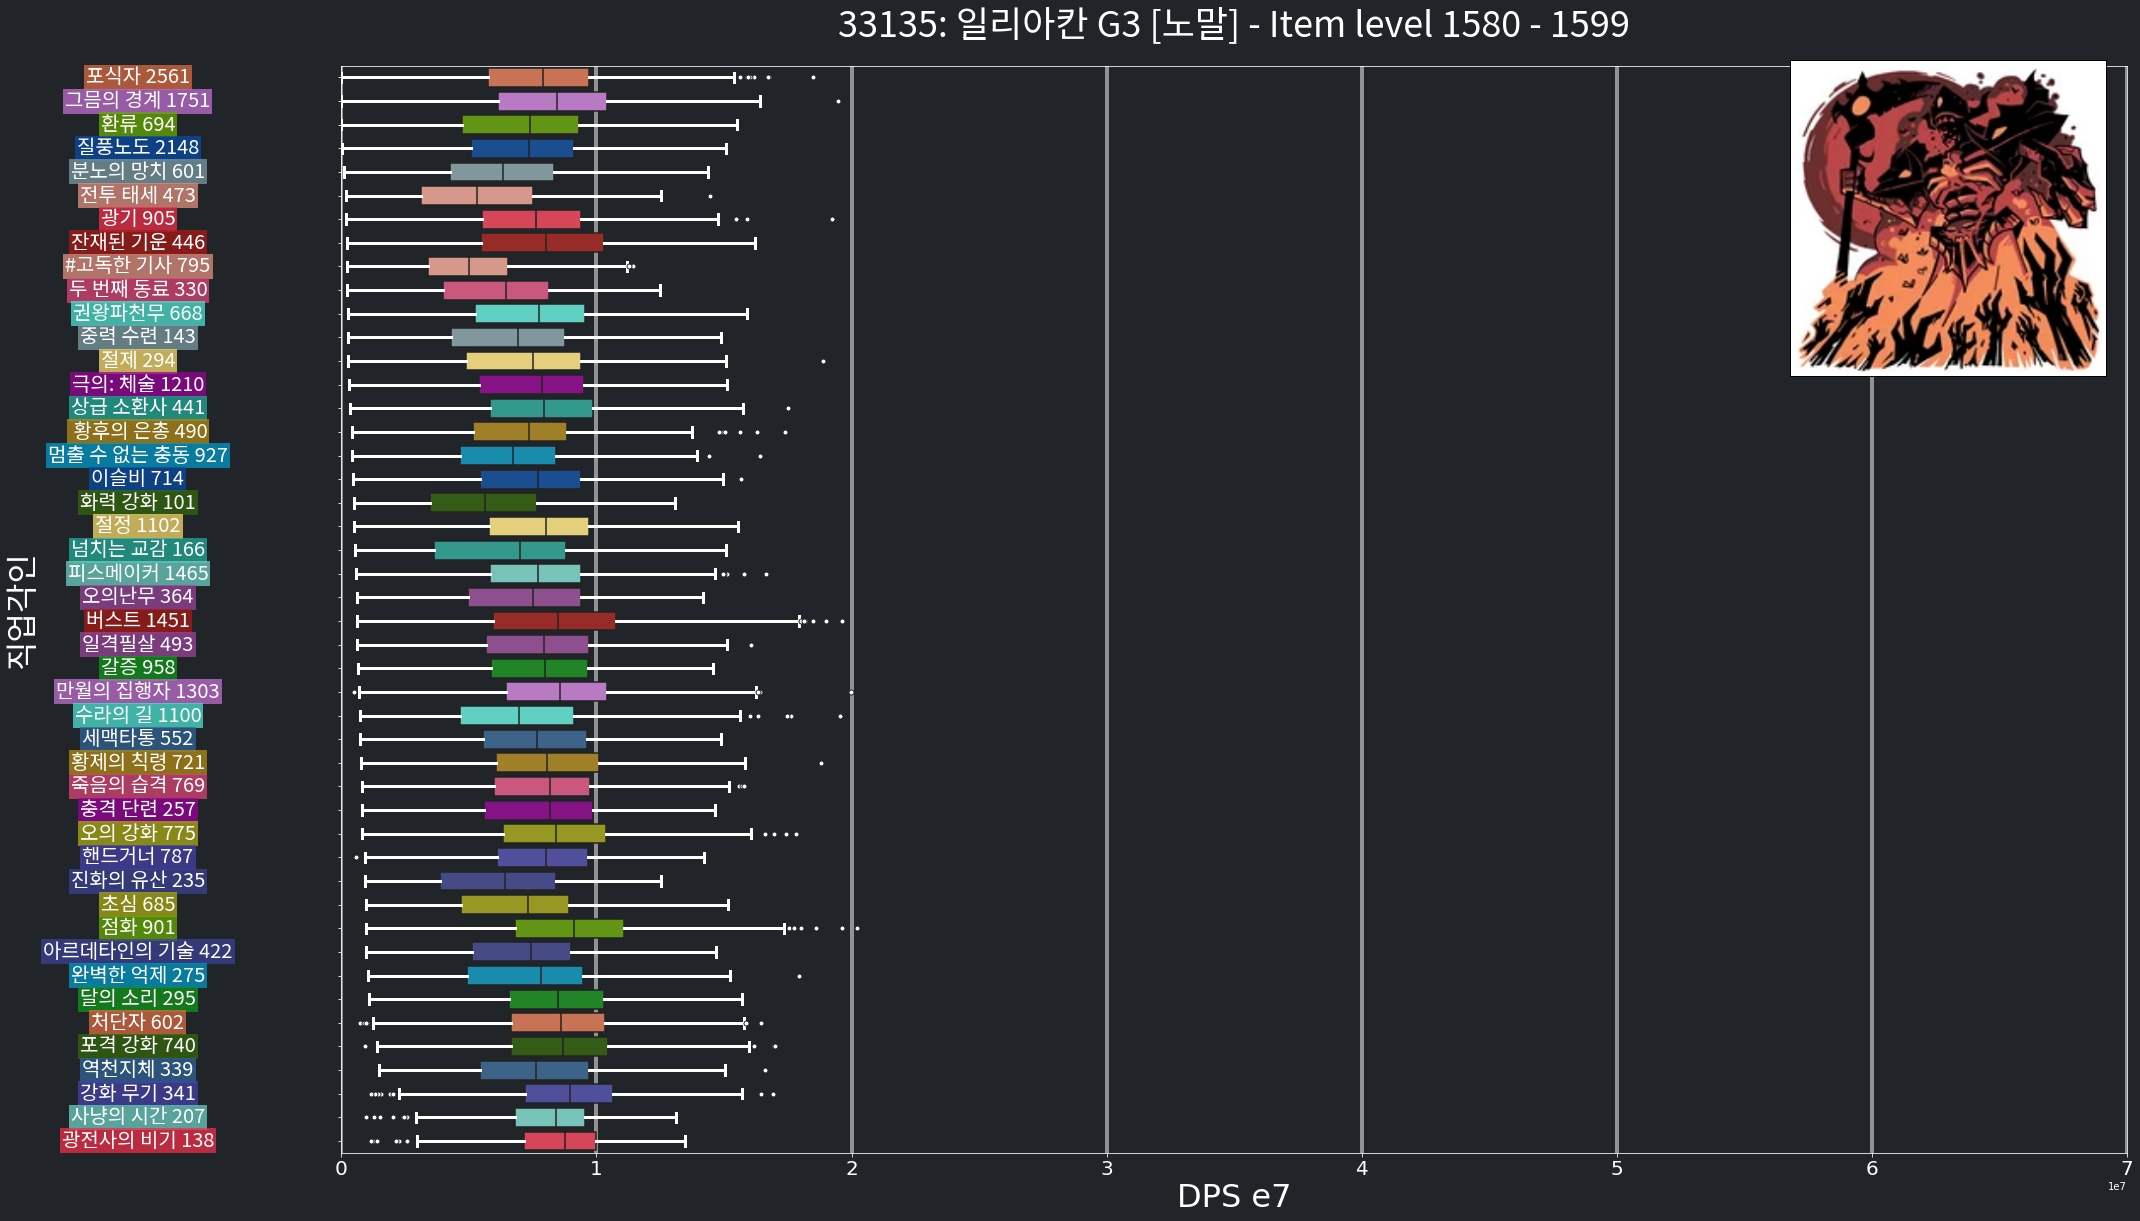 33135: 일리아칸 G3 [노말] - Item level 1580 - 1599
직업각인
포식자 2561
그믐의 경계 1751
환류 694
질풍노도 2148
분노의 망치 601
전투 태세 473
광기 905
잔재된 기운 446
#고독한 기사 795
두 번째 동료 330
권왕파천무 668
중력 수련 143
절제 294
극의: 체술 1210
상급 소환사 441
황후의 은총 490
멈출 수 없는 충동 927
이슬비 714
화력 강화 101
절정 1102
넘치는 교감 166
피스메이커 1465
오의난무 364
버스트 1451
일격필살 493
갈증 958
만월의 집행자 1303
수라의 길 1100
세맥타통 552
황제의 칙령 721
죽음의 습격 769
충격 단련 257
오의 강화 775
핸드거너 787
진화의 유산 235
초심 685
점화 901
아르데타인의 기술 422
완벽한 억제 275
달의 소리 295
처단자 602
포격 강화 740
역천지체 339
강화 무기 341
사냥의 시간 207
광전사의 비기 138
0 1 2 3 4 5 6 7
1e7
DPS e7